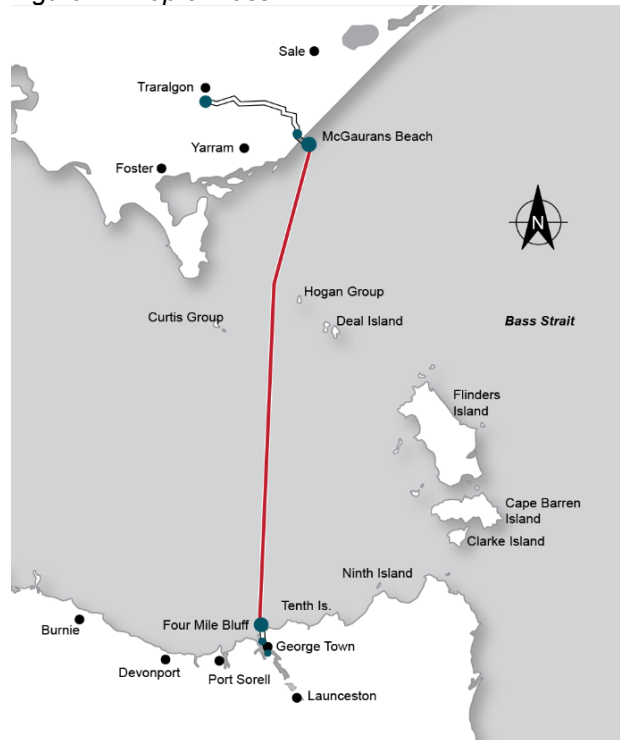 Sale
Traralgon
McGaurans Beach
Yarram
Foster
N
Hogan Group
Curtis Group
Deal Island
Bass Strait
Flinders
Island
Cape Barren
Island
Clarke Island
Ninth Island
Tenth Is.
Four Mile Bluff
Burnie
George Town
Devonport
Port Sorell
Launceston